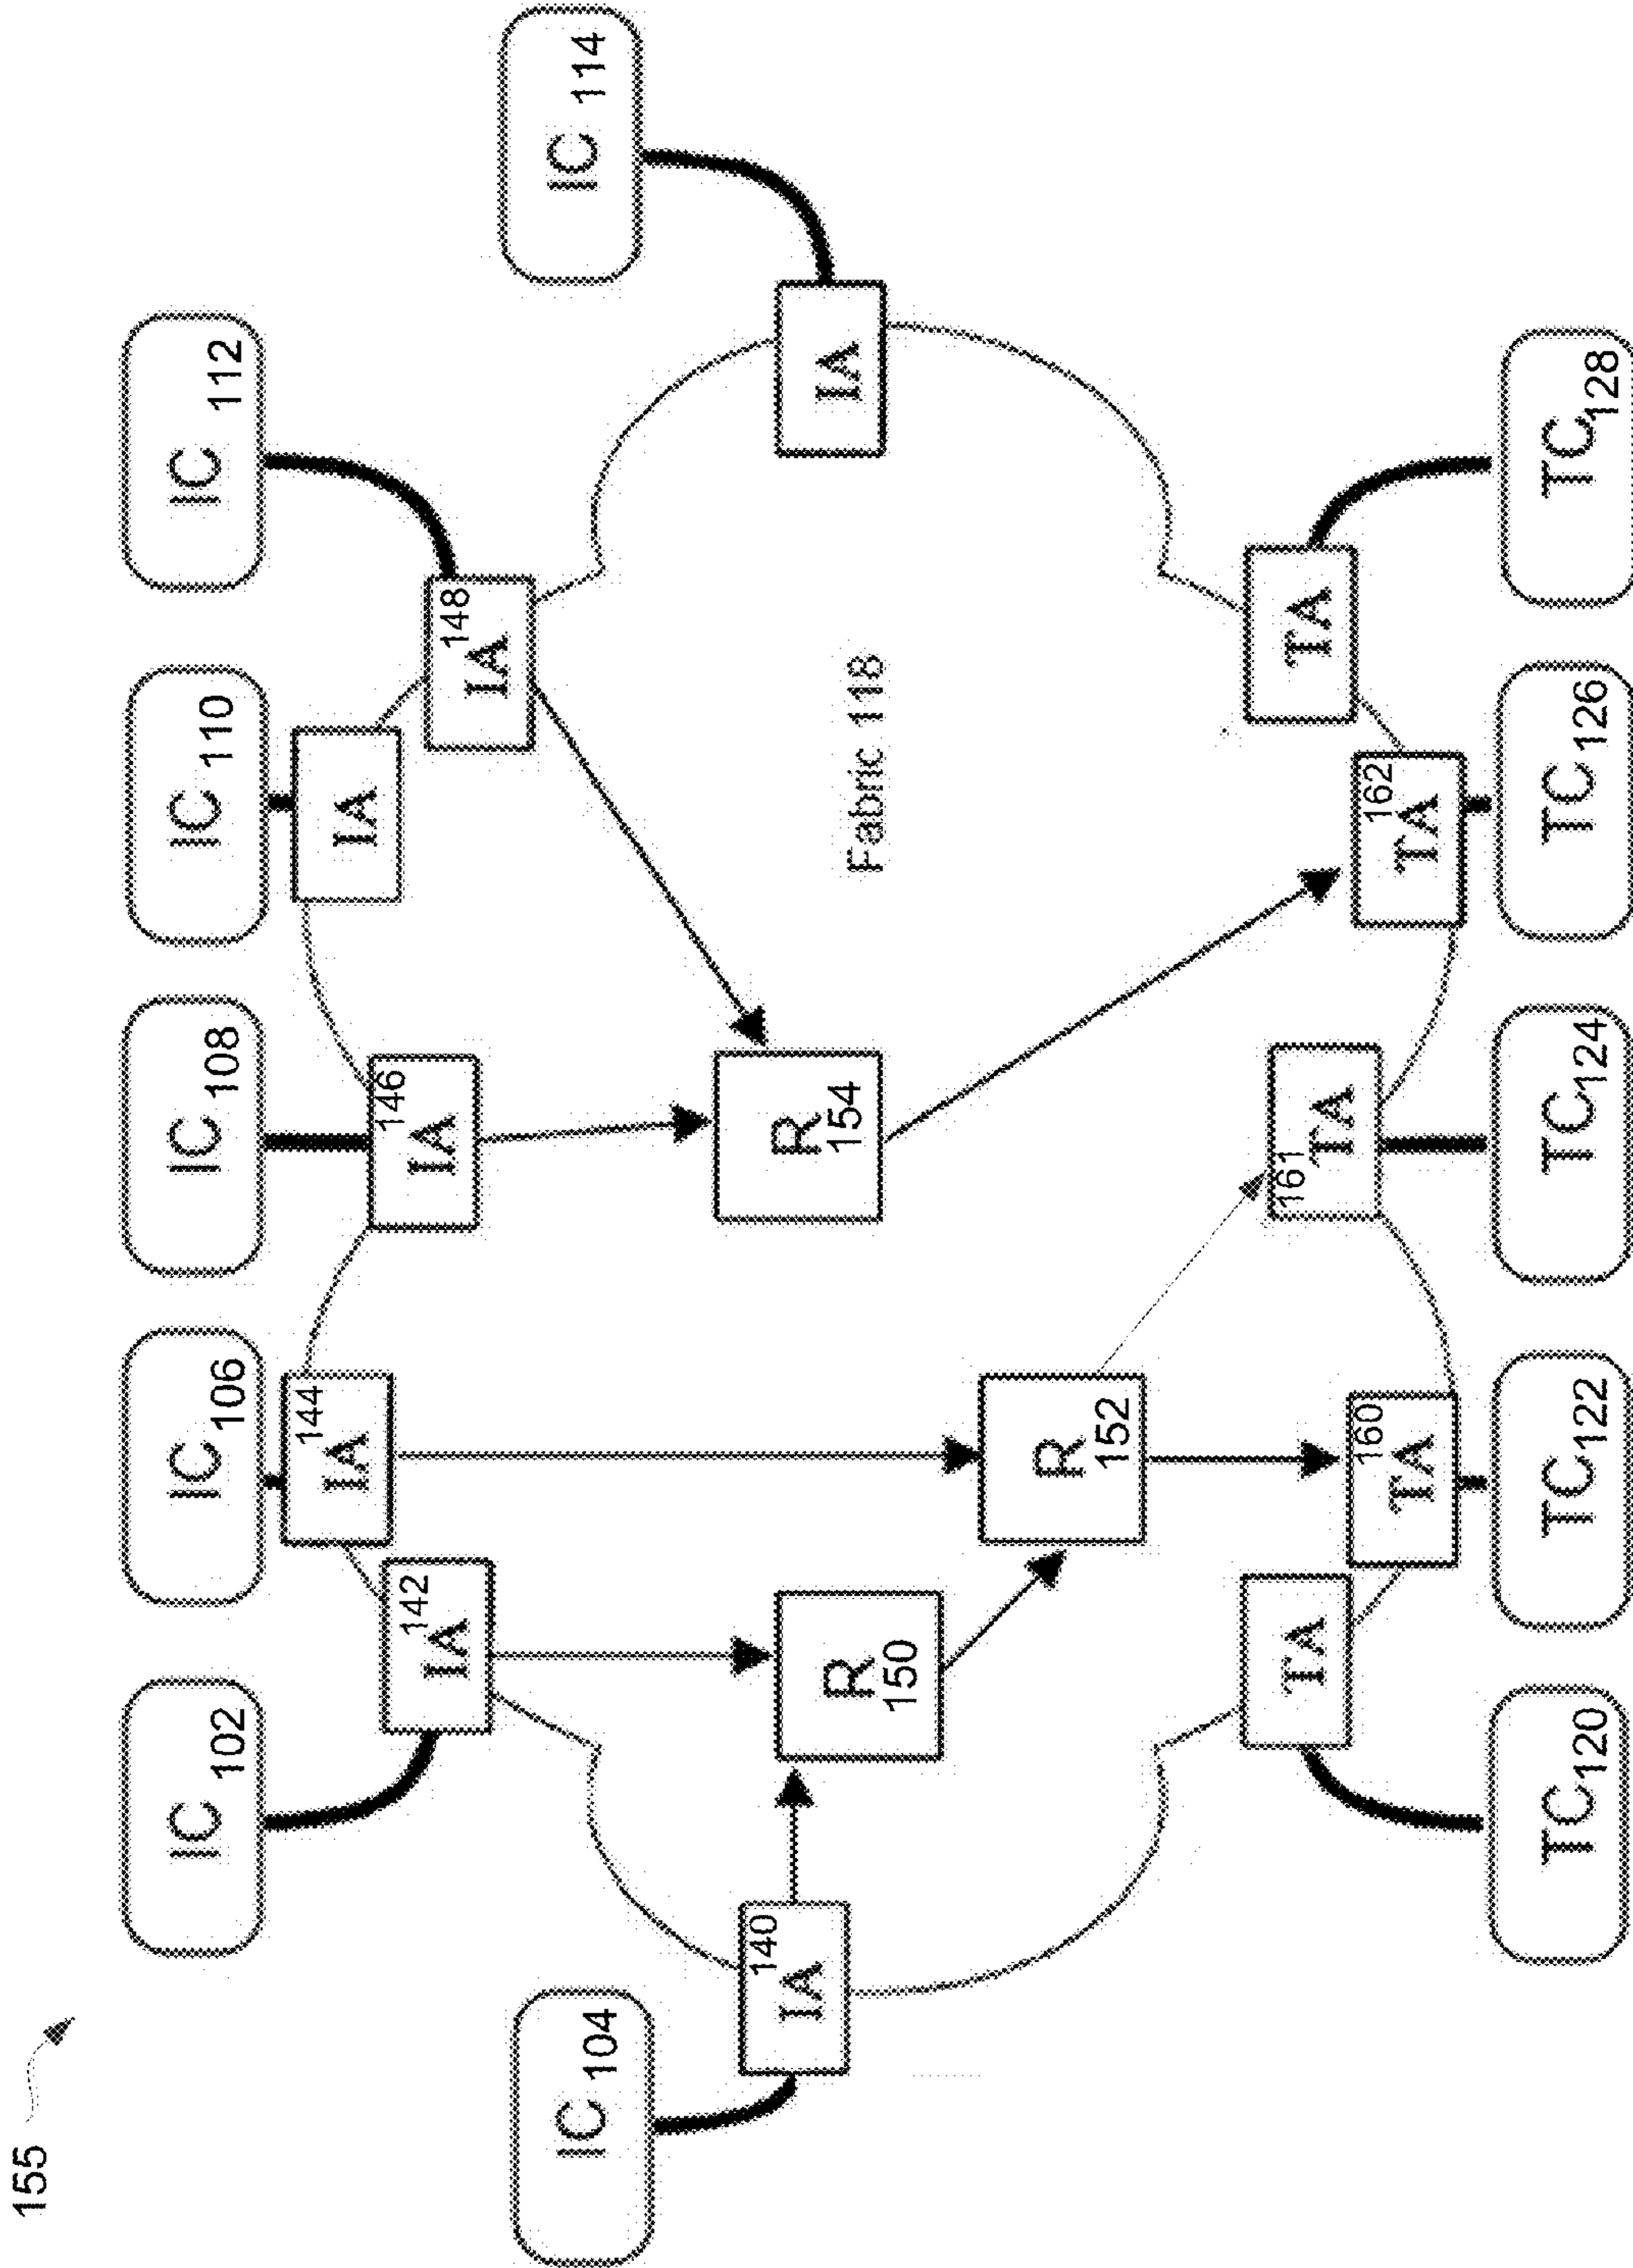 155
IC 104
IC 102
IC 106
IC 108
IC 110
IC 112
IC 114
IA 140
IA 142
IA 144
IA 146
IA
IA 148
IA
R 150
R 152
R 154
Fabric 118
TA
TA 160
161 TA
TA 162
TA
TC 120
TC 122
TC 124
TC 126
TC 128